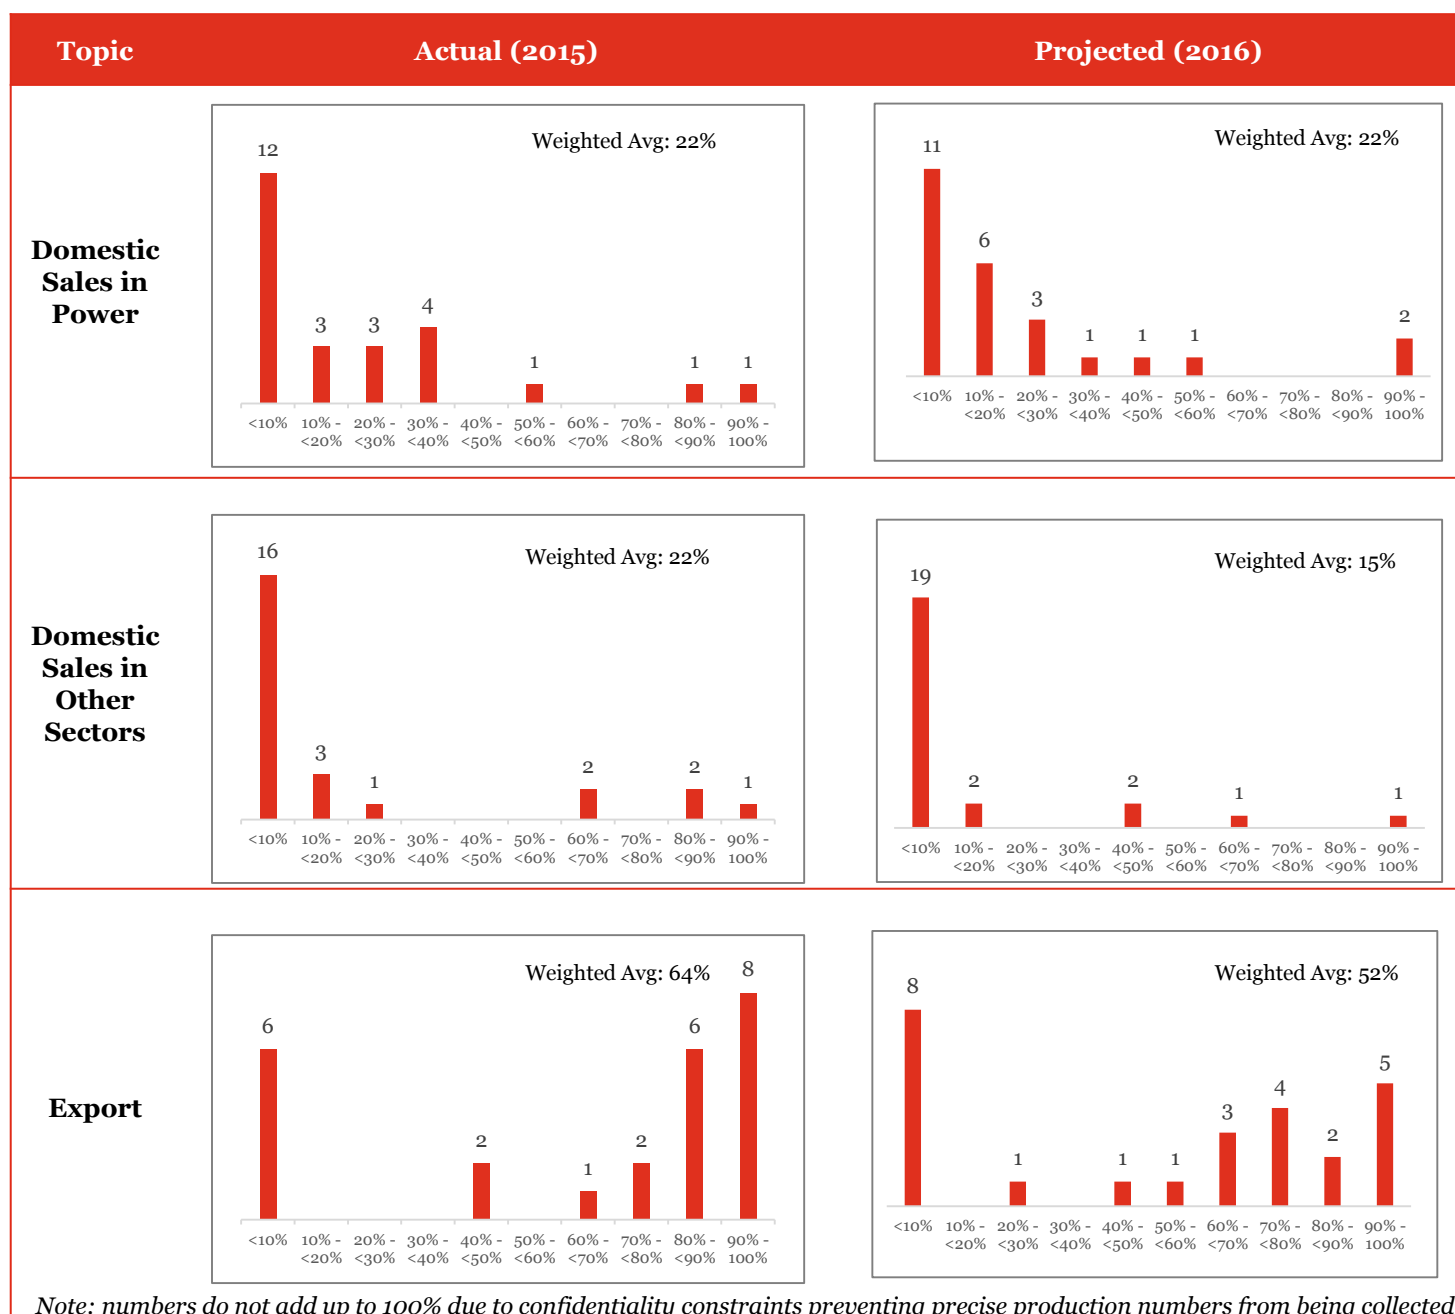 Topic Actual (2015) Projected (2016)
Domestic
Sales in
Power
Weighted Avg: 22%
12 3 3 4 1 1 1
<10% 10% - 20% - 30% - 40% - 50% - 60% - 70% - 80% - 90% -
<20% <30% <40% <50% <60% <70% <80% <90% 100%
Weighted Avg: 22%
11 6 3 1 1 1 2
<10% 10% - 20% - 30% - 40% - 50% - 60% - 70% - 80% - 90% -
<20% <30% <40% <50% <60% <70% <80% <90% 100%
Domestic
Sales in
Other
Sectors
Weighted Avg: 22%
16 3 1 2 2 1
<10% 10% - 20% - 30% - 40% - 50% - 60% - 70% - 80% - 90% -
<20% <30% <40% <50% <60% <70% <80% <90% 100%
Weighted Avg: 15%
19 2 2 1 1
<10% 10% - 20% - 30% - 40% - 50% - 60% - 70% - 80% - 90% -
<20% <30% <40% <50% <60% <70% <80% <90% 100%
Export
Weighted Avg: 64%
6 2 1 2 6 8
<10% 10% - 20% - 30% - 40% - 50% - 60% - 70% - 80% - 90% -
<20% <30% <40% <50% <60% <70% <80% <90% 100%
Weighted Avg: 52%
8 1 1 1 3 4 2 5
<10% 10% - 20% - 30% - 40% - 50% - 60% - 70% - 80% - 90% -
<20% <30% <40% <50% <60% <70% <80% <90% 100%
Note: numbers do not add up to 100% due to confidentiality constraints preventing precise production numbers from being collected